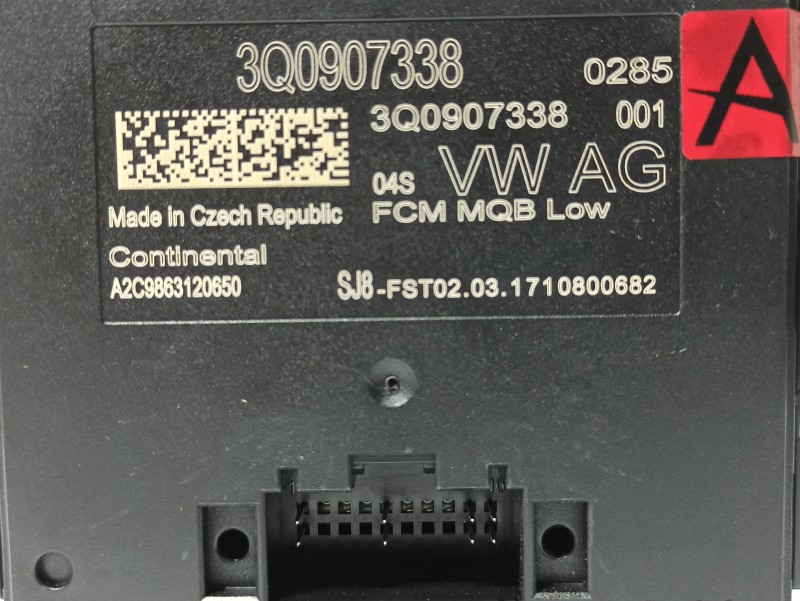 3Q0907338 0285
3Q0907338 001
04S VW AG
Made in Czech Republic FCM MQB Low
Continental
A2C9863120650 SJ8-FST02.03.1710800682
A
1 10